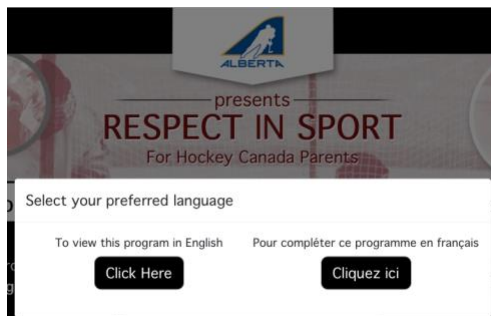 ALBERTA
presents
RESPECT IN SPORT
For Hockey Canada Parents
Select your preferred language
To view this program in English
Pour compléter ce programme en français
Click Here
Cliquez ici